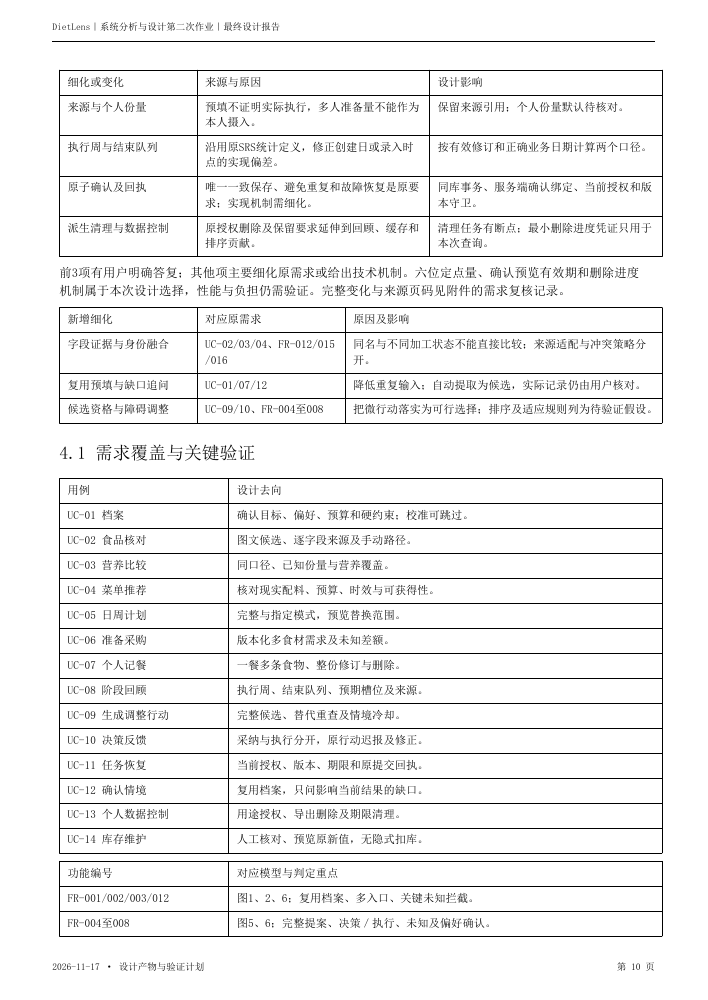 DietLens | 系统分析与设计第二次作业 | 最终设计报告
细化或变化 来源与原因 设计影响
来源与个人份量 预填不证明实际执行，多人准备量不能作为 保留来源引用；个人份量默认待核对。
本人摄入。
执行周与结束队列 沿用原SRS统计定义，修正创建日或录入时 按有效修订和正确业务日期计算两个口径。
点的实现偏差。
原子确认及回执 唯一一致保存、避免重复和故障恢复是原要 同库事务、服务端确认绑定、当前授权和版
求；实现机制需细化。 本守卫。
派生清理与数据控制 原授权删除及保留要求延伸到回顾、缓存和 清理任务有断点；最小删除进度凭证只用于
排序贡献。 本次查询。
前3项有用户明确答复；其他项主要细化原需求或给出技术机制。六位定点量、确认预览有效期和删除进度
机制属于本次设计选择，性能与负担仍需验证。完整变化与来源页码见附件的需求复核记录。
新增细化 对应原需求 原因及影响
字段证据与身份融合 UC-02/03/04、FR-012/015 同名与不同加工状态不能直接比较；来源适配与冲突策略分
/016 开。
复用预填与缺口追问 UC-01/07/12 降低重复输入；自动提取为候选，实际记录仍由用户核对。
候选资格与障碍调整 UC-09/10、FR-004至008 把微行动落实为可行选择；排序及适应规则列为待验证假设。
4.1 需求覆盖与关键验证
用例 设计去向
UC-01 档案 确认目标、偏好、预算和硬约束；校准可跳过。
UC-02 食品核对 图文候选、逐字段来源及手动路径。
UC-03 营养比较 同口径、已知份量与营养覆盖。
UC-04 菜单推荐 核对现实配料、预算、时效与可获得性。
UC-05 日周计划 完整与指定模式，预览替换范围。
UC-06 准备采购 版本化多食材需求及未知差额。
UC-07 个人记餐 一餐多条食物、整份修订与删除。
UC-08 阶段回顾 执行周、结束队列、预期槽位及来源。
UC-09 生成调整行动 完整候选、替代重查及情境冷却。
UC-10 决策反馈 采纳与执行分开，原行动迟报及修正。
UC-11 任务恢复 当前授权、版本、期限和原提交回执。
UC-12 确认情境 复用档案，只问影响当前结果的缺口。
UC-13 个人数据控制 用途授权、导出删除及期限清理。
UC-14 库存维护 人工核对、预览原新值，无隐式扣库。
功能编号 对应模型与判定重点
FR-001/002/003/012 图1、2、6；复用档案、多入口、关键未知拦截。
FR-004至008 图5、6；完整提案、决策／执行、未知及偏好确认。
2026-11-17 • 设计产物与验证计划 第 10 页